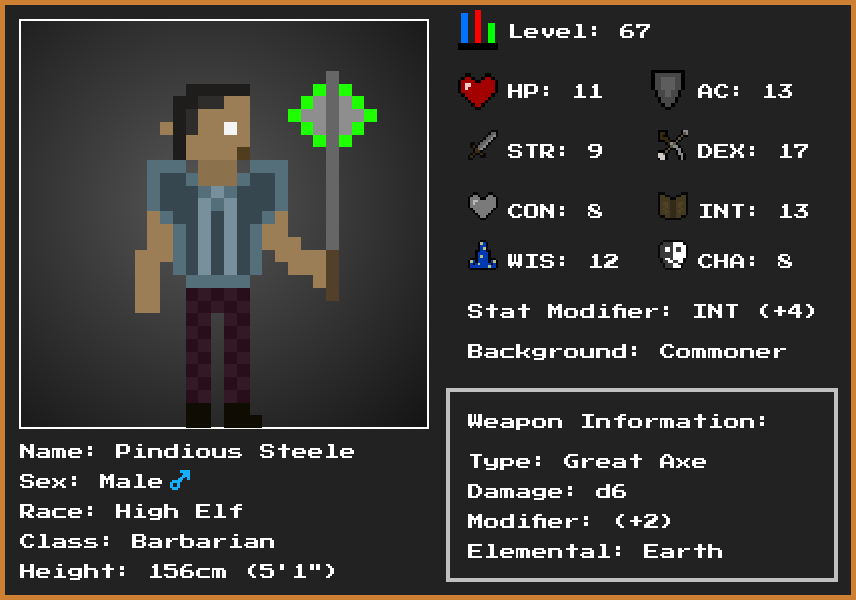 Level: 67
HP: 11 AC: 13
STR: 9 DEX: 17
CON: 8 INT: 13
WIS: 12 CHA: 8
Stat Modifier: INT (+4)
Background: Commoner
Weapon Information:
Type: Great Axe
Damage: d6
Modifier: (+2)
Elemental: Earth
Name: Pindious Steele
Sex: Male♂
Race: High Elf
Class: Barbarian
Height: 156cm (5'1")